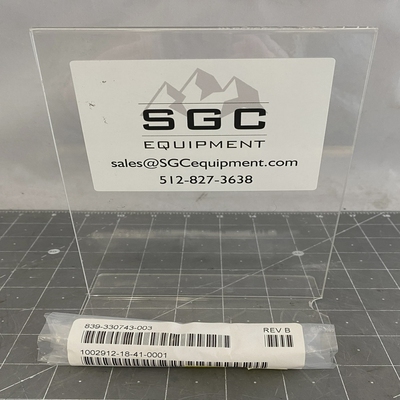 SGC
EQUIPMENT
sales@SGCequipment.com
512-827-3638
839-330743-003
REV B
1002912-18-41-0001